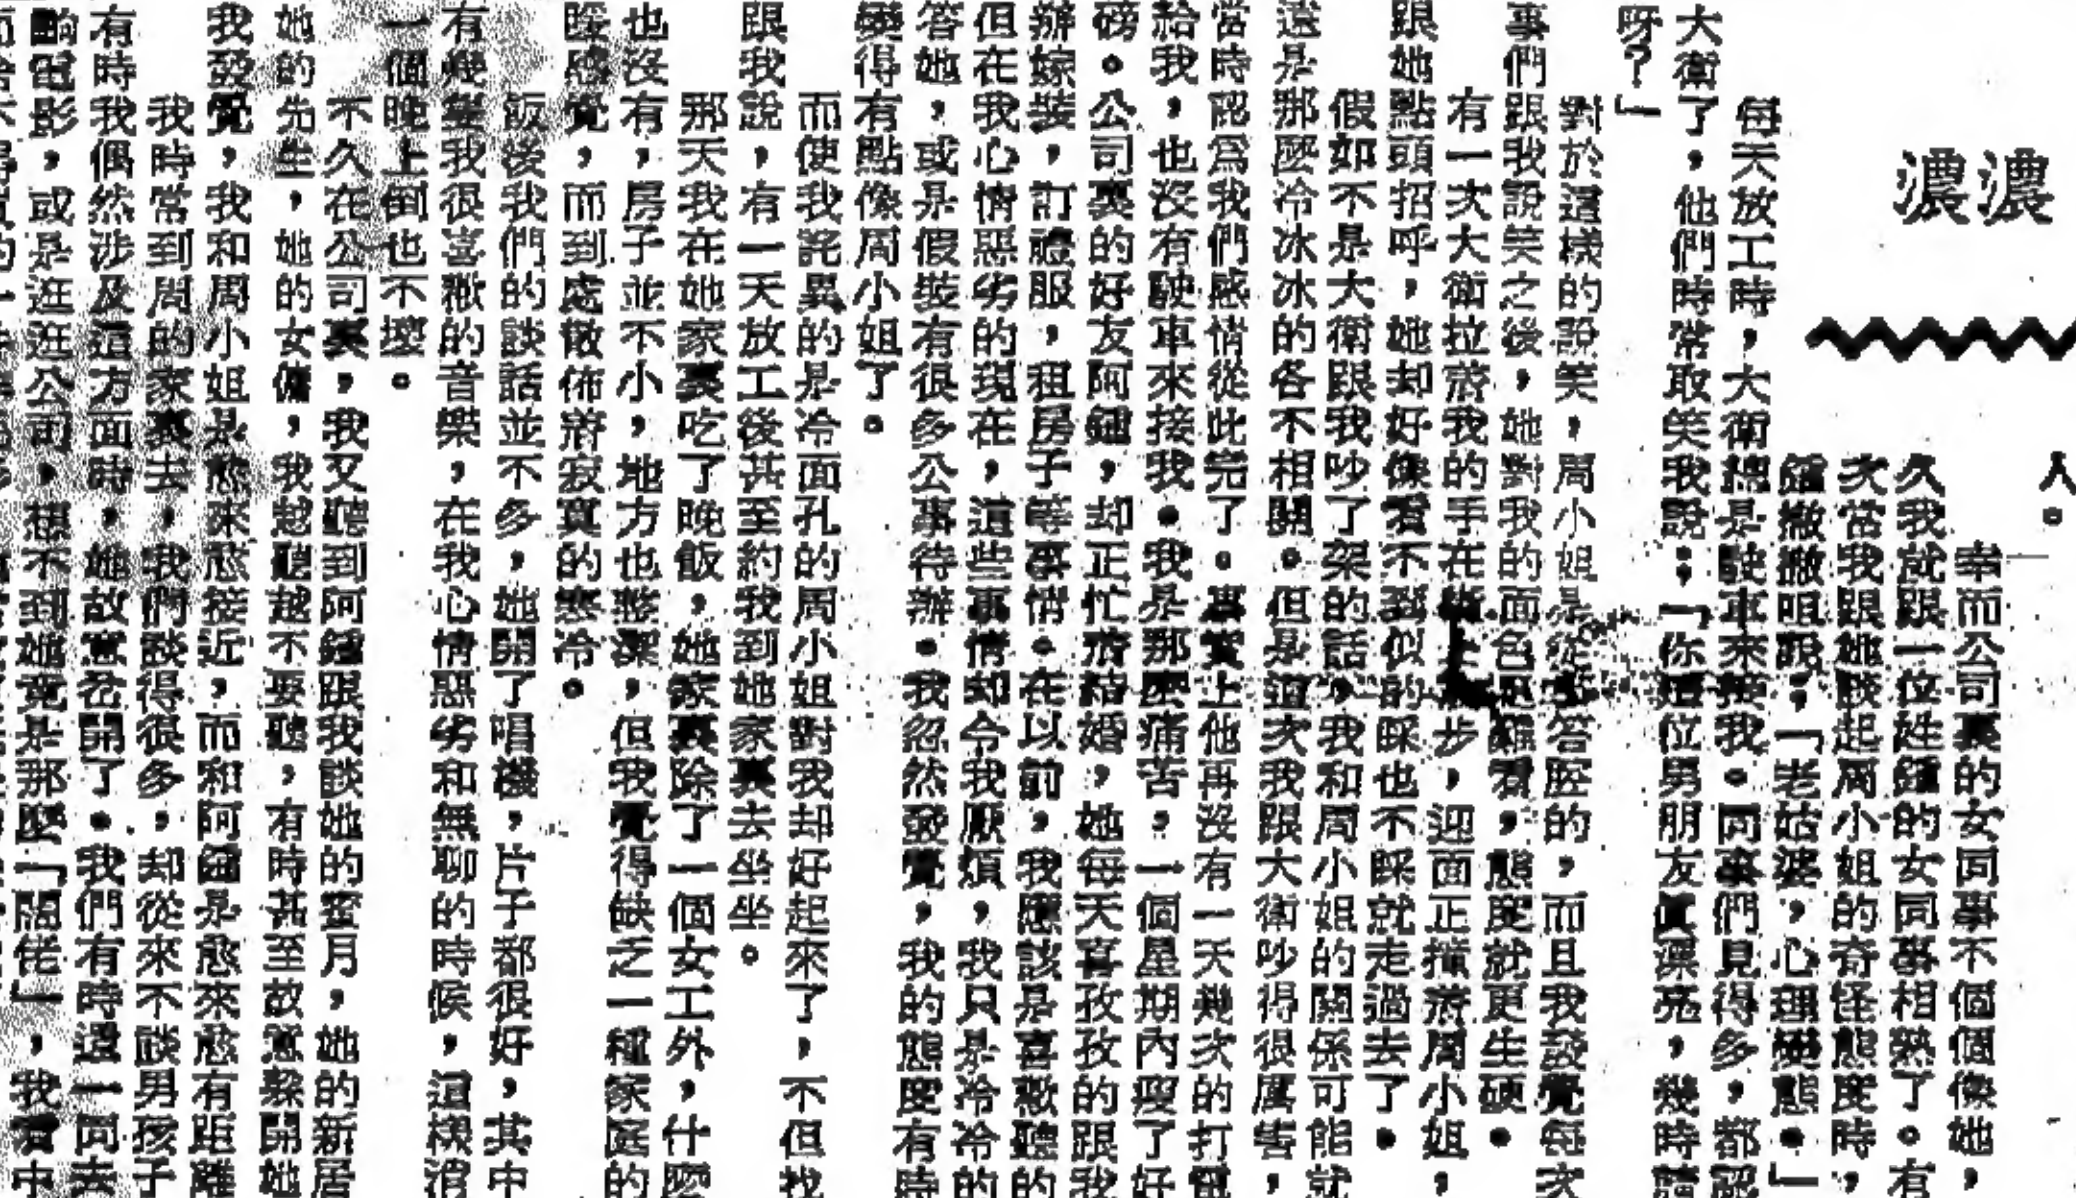 濃濃
人。
幸而公司裏的女同事不個個像她，
久我就跟一位姓鍾的女同事相熟了。有
次當我跟她談起周小姐的奇怪態度時，
鍾撇撇咀說：「老姑婆，心理變態。」
每天放工時，大衛總是駛車來接我。同事們見得多，都認
大衛了，他們時常取笑我說：「你這位男朋友眞漂亮，幾時請
呀？」
對於這樣的說笑，周小姐是從不答腔的，而且我發覺每次
事們跟我說笑之後，她對我的面色更難看，態度就更生硬。
有一次大衛拉着我的手在街上步，迎面正撞着周小姐，
跟她點頭招呼，她却好像看不到似的睬也不睬就走過去了。
假如不是大衛跟我吵了架的話，我和周小姐的關係可能就
還是那麼冷冰冰的各不相關。但是這次我跟大衛吵得很厲害，
當時認爲我們感情從此完了。事實上他再沒有一天幾次的打電
給我，也沒有駛車來接我。我是那麼痛苦，一個星期內瘦了好
磅。公司裏的好友阿鍾，却正忙着結婚，她每天喜孜孜的跟我
辦嫁裝，訂禮服，租房子等事情。在以前，我應該是喜歡聽的
但在我心情惡劣的現在，這些事情却令我厭煩，我只是冷冷的
答她，或是假裝有很多公事待辦。我忽然發覺，我的態度有時
變得有點像周小姐了。
而使我詫異的是冷面孔的周小姐對我却好起來了，不但找
跟我說，有一天放工後甚至約我到她家裏去坐坐。
那天我在她家裏吃了晚飯，她家裏除了一個女工外，什麼
也沒有，房子並不小，地方也整潔，但我覺得缺乏一種家庭的
暖感覺，而到處散佈着寂寞的寒冷。
飯後我們的談話並不多，她開了唱機，片子都很好，其中
有幾隻我很喜歡的音樂，在我心情惡劣和無聊的時候，這樣消
一個晚上倒也不壞。
不久在公司裏，我又聽到阿鍾跟我談她的蜜月，她的新居
她的先生，她的女傭，我越聽越不要聽，有時甚至故意躱開她
我發覺，我和周小姐是愈來愈接近，而和阿鍾是愈來愈有距離
我時常到周的家裏去，我們談得很多，却從來不談男孩子
有時我偶然涉及這方面時，她故意岔開了。我們有時還一同去
電影，或是逛逛公司，想不到她竟是那麼「闊佬」，我看中